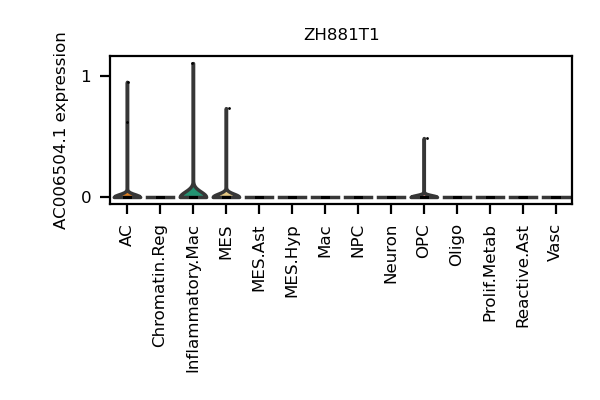 ZH881T1
AC006504.1 expression
1
0
AC
Chromatin.Reg
Inflammatory.Mac
MES
MES.Ast
MES.Hyp
Mac
NPC
Neuron
OPC
Oligo
Prolif.Metab
Reactive.Ast
Vasc